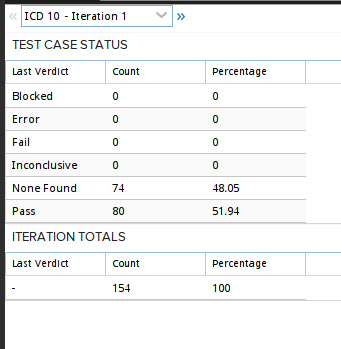 « ICD 10 - Iteration 1 »
TEST CASE STATUS
Last Verdict Count Percentage
Blocked 0 0
Error 0 0
Fail 0 0
Inconclusive 0 0
None Found 74 48.05
Pass 80 51.94
ITERATION TOTALS
Last Verdict Count Percentage
- 154 100